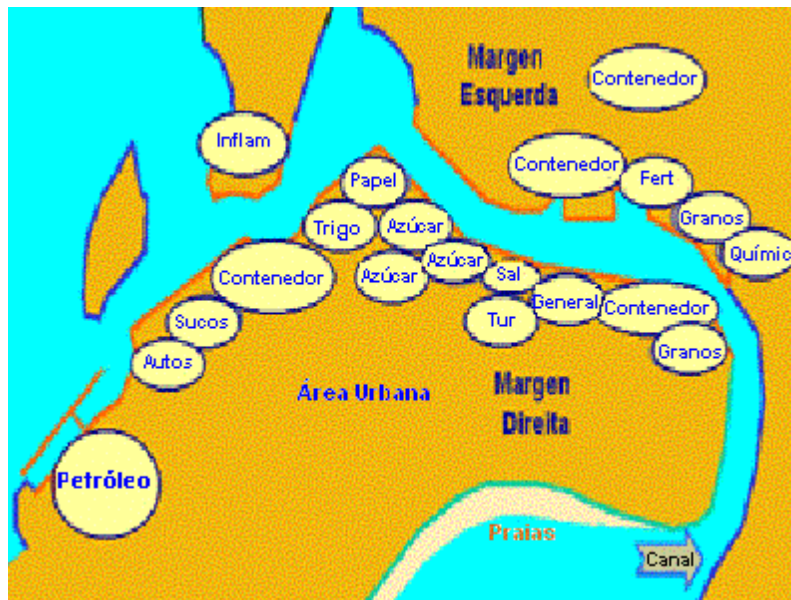 Margen
Esquerda
Contenedor
Inflam
Contenedor
Fert
Papel
Granos
Trigo
Azúcar
Químic
Azúcar
Azúcar
Sal
Contenedor
General
Contenedor
Sucos
Tur
Granos
Autos
Área Urbana
Margen
Direita
Petróleo
Praias
Canal